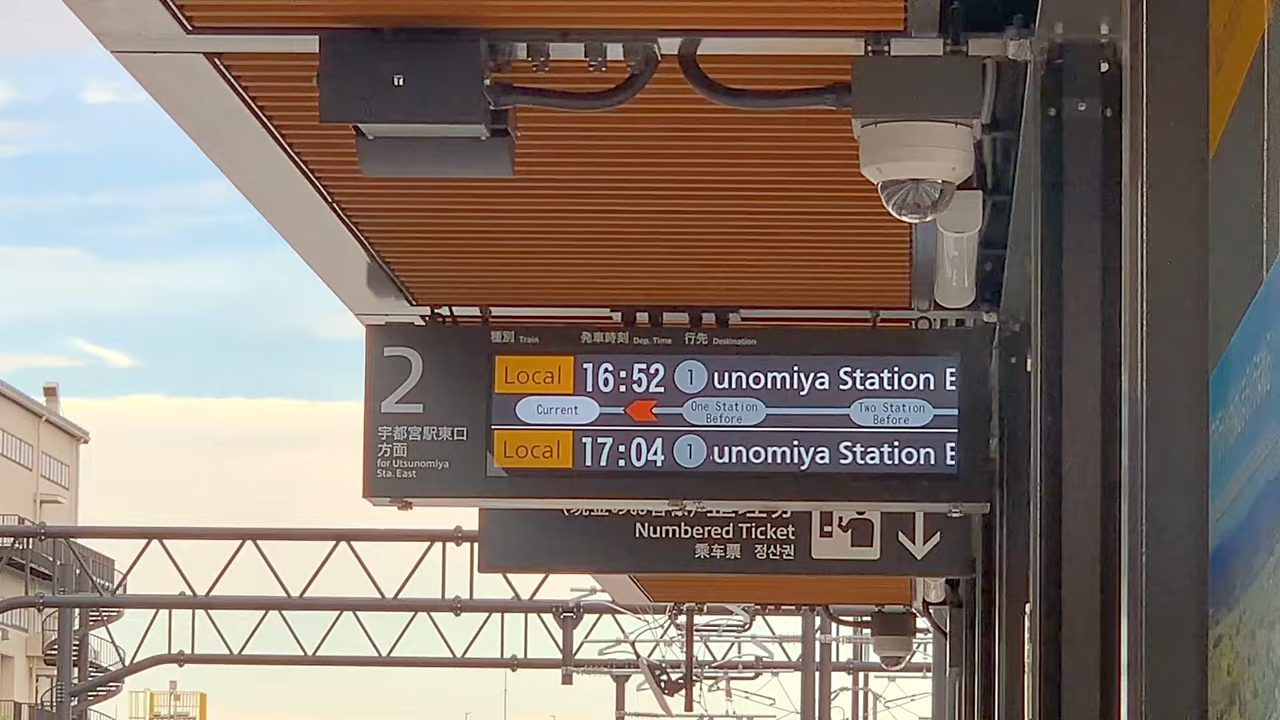 種別 Train 発車時刻 Dep. Time 行先 Destination
2
宇都宮駅東口
方面
for Utsunomiya
Sta. East
Local 16:52 1 unomiya Station E
Current One Station Before Two Station Before
Local 17:04 1 unomiya Station E
Numbered Ticket
乘车票 정산권